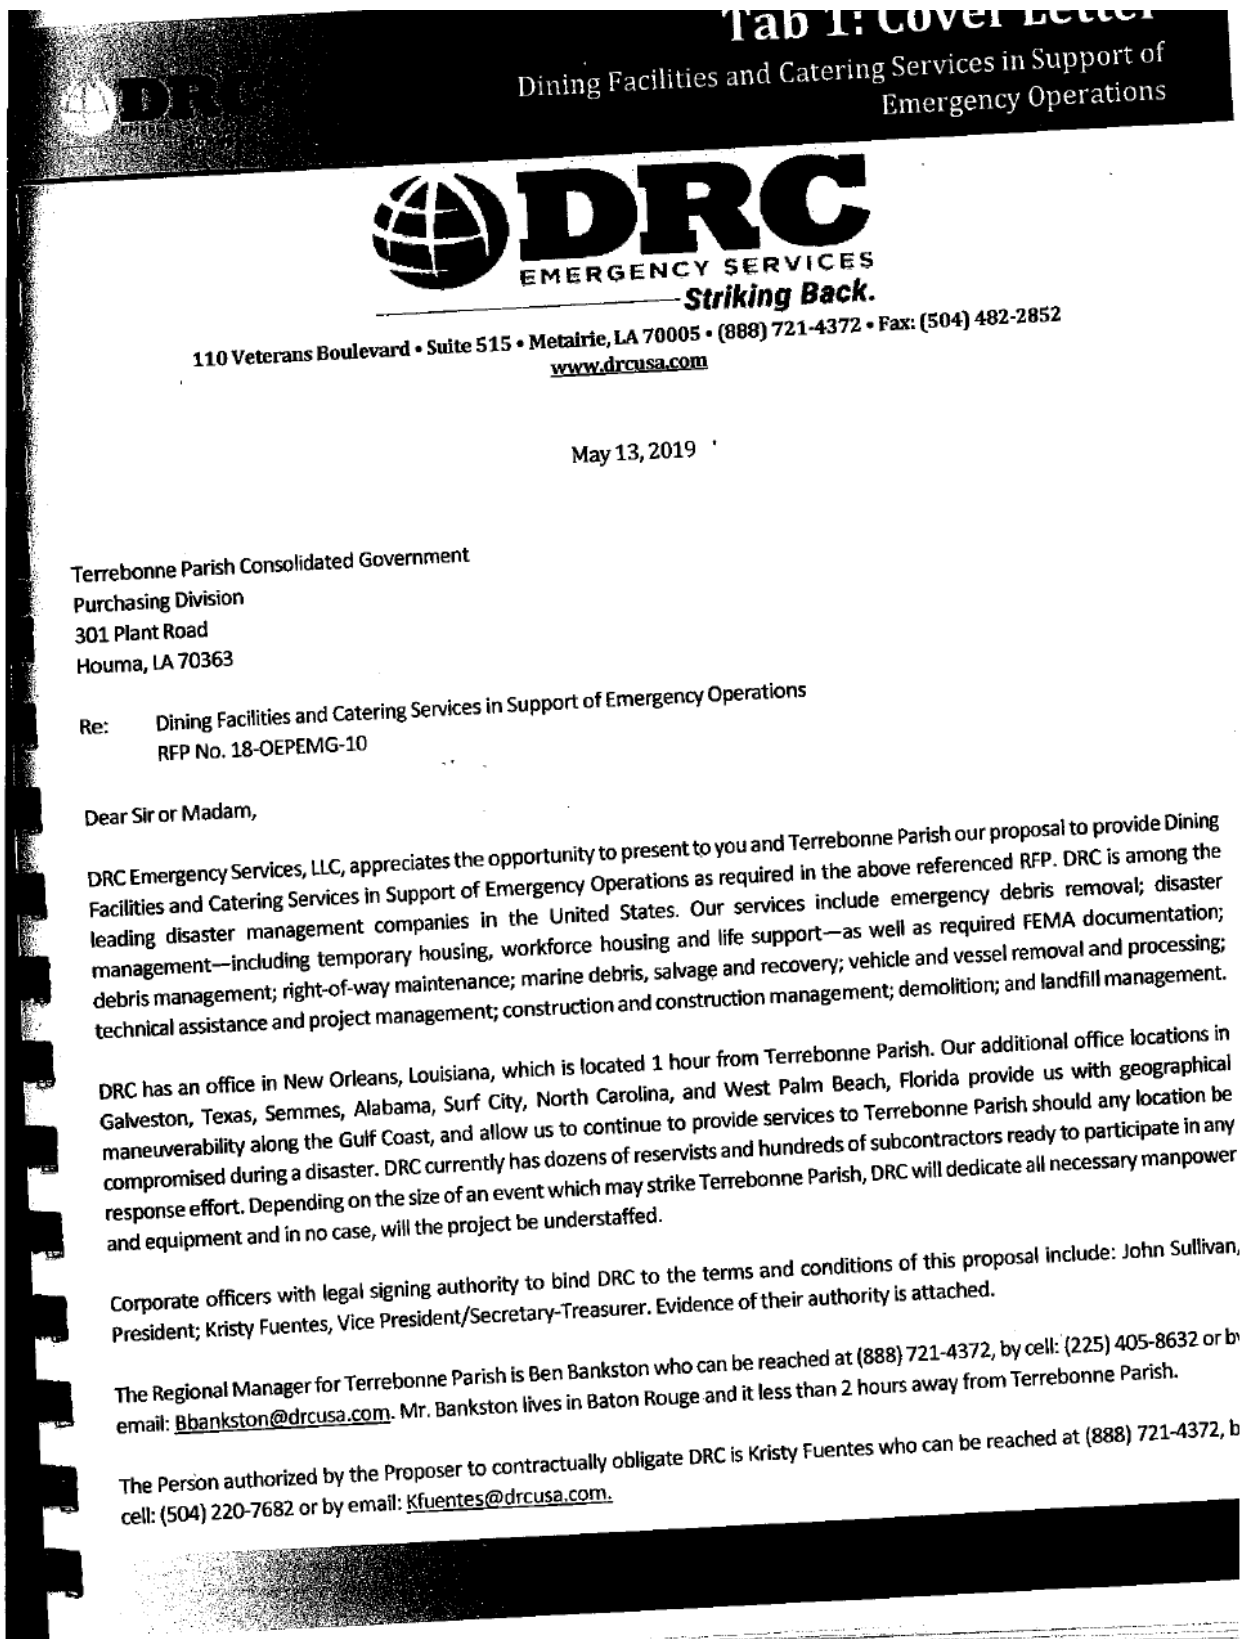 Tab 1: Cover Letter
Dining Facilities and Catering Services in Support of
Emergency Operations
DRC
DRC
EMERGENCY SERVICES
Striking Back.
110 Veterans Boulevard • Suite 515 • Metairie, LA 70005 • (888) 721-4372 • Fax: (504) 482-2852
www.drcusa.com
May 13, 2019
Terrebonne Parish Consolidated Government
Purchasing Division
301 Plant Road
Houma, LA 70363
Re: Dining Facilities and Catering Services in Support of Emergency Operations
RFP No. 18-OEPEMG-10
Dear Sir or Madam,
DRC Emergency Services, LLC, appreciates the opportunity to present to you and Terrebonne Parish our proposal to provide Dining
Facilities and Catering Services in Support of Emergency Operations as required in the above referenced RFP. DRC is among the
leading disaster management companies in the United States. Our services include emergency debris removal; disaster
management—including temporary housing, workforce housing and life support—as well as required FEMA documentation;
debris management; right-of-way maintenance; marine debris, salvage and recovery; vehicle and vessel removal and processing;
technical assistance and project management; construction and construction management; demolition; and landfill management.
DRC has an office in New Orleans, Louisiana, which is located 1 hour from Terrebonne Parish. Our additional office locations in
Galveston, Texas, Semmes, Alabama, Surf City, North Carolina, and West Palm Beach, Florida provide us with geographical
maneuverability along the Gulf Coast, and allow us to continue to provide services to Terrebonne Parish should any location be
compromised during a disaster. DRC currently has dozens of reservists and hundreds of subcontractors ready to participate in any
response effort. Depending on the size of an event which may strike Terrebonne Parish, DRC will dedicate all necessary manpower
and equipment and in no case, will the project be understaffed.
Corporate officers with legal signing authority to bind DRC to the terms and conditions of this proposal include: John Sullivan,
President; Kristy Fuentes, Vice President/Secretary-Treasurer. Evidence of their authority is attached.
The Regional Manager for Terrebonne Parish is Ben Bankston who can be reached at (888) 721-4372, by cell: (225) 405-8632 or by
email: Bbankston@drcusa.com. Mr. Bankston lives in Baton Rouge and it less than 2 hours away from Terrebonne Parish.
The Person authorized by the Proposer to contractually obligate DRC is Kristy Fuentes who can be reached at (888) 721-4372, b
cell: (504) 220-7682 or by email: Kfuentes@drcusa.com.